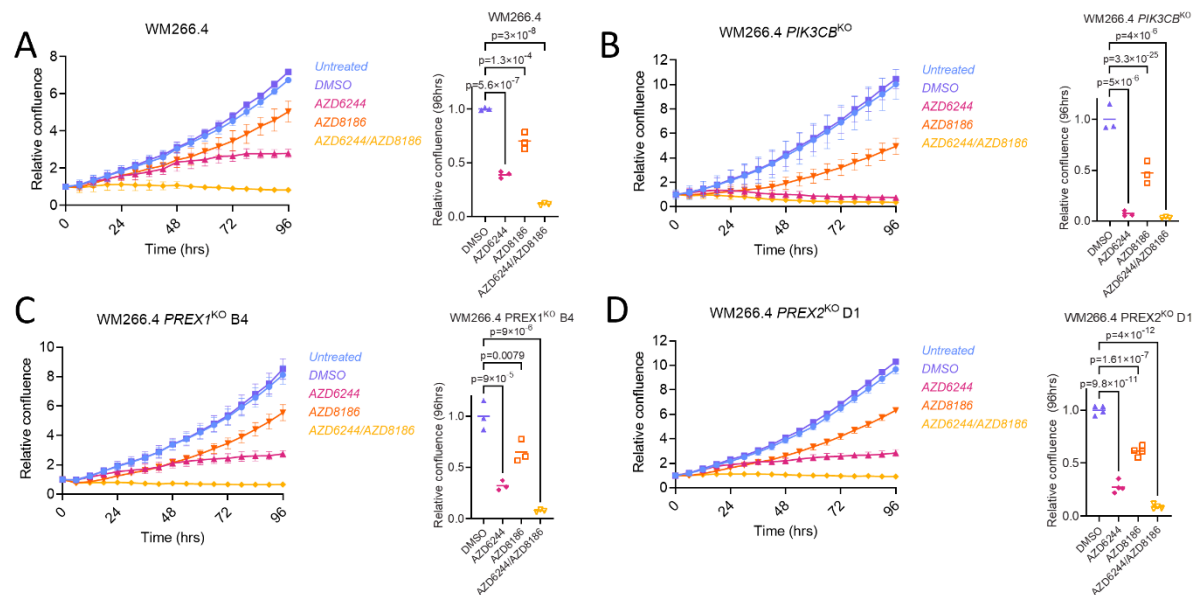 A
WM266.4
Relative confluence
8
6
4
2
0
0
24
48
72
96
Time (hrs)
Untreated
DMSO
AZD6244
AZD8186
AZD6244/AZD8186
WM266.4
p=3×10⁻⁸
p=1.3×10⁻⁴
p=5.6×10⁻⁷
Relative confluence (96hrs)
1.0
0.5
0.0
DMSO
AZD6244
AZD8186
AZD6244/AZD8186
B
WM266.4 PIK3CBᴷᴼ
Relative confluence
12
10
8
6
4
2
0
0
24
48
72
96
Time (hrs)
Untreated
DMSO
AZD6244
AZD8186
AZD6244/AZD8186
WM266.4 PIK3CBᴷᴼ
p=4×10⁻⁶
p=3.3×10⁻²⁵
p=5×10⁻⁶
Relative confluence (96hrs)
1.0
0.5
0.0
DMSO
AZD6244
AZD8186
AZD6244/AZD8186
C
WM266.4 PREX1ᴷᴼ B4
Relative confluence
10
8
6
4
2
0
0
24
48
72
96
Time (hrs)
Untreated
DMSO
AZD6244
AZD8186
AZD6244/AZD8186
WM266.4 PREX1ᴷᴼ B4
p=9×10⁻⁶
p=0.0079
p=9×10⁻⁵
Relative confluence (96hrs)
1.0
0.5
0.0
DMSO
AZD6244
AZD8186
AZD6244/AZD8186
D
WM266.4 PREX2ᴷᴼ D1
Relative confluence
12
10
8
6
4
2
0
0
24
48
72
96
Time (hrs)
Untreated
DMSO
AZD6244
AZD8186
AZD6244/AZD8186
WM266.4 PREX2ᴷᴼ D1
p=4×10⁻¹²
p=1.61×10⁻⁷
p=9.8×10⁻¹¹
Relative confluence (96hrs)
1.0
0.5
0.0
DMSO
AZD6244
AZD8186
AZD6244/AZD8186